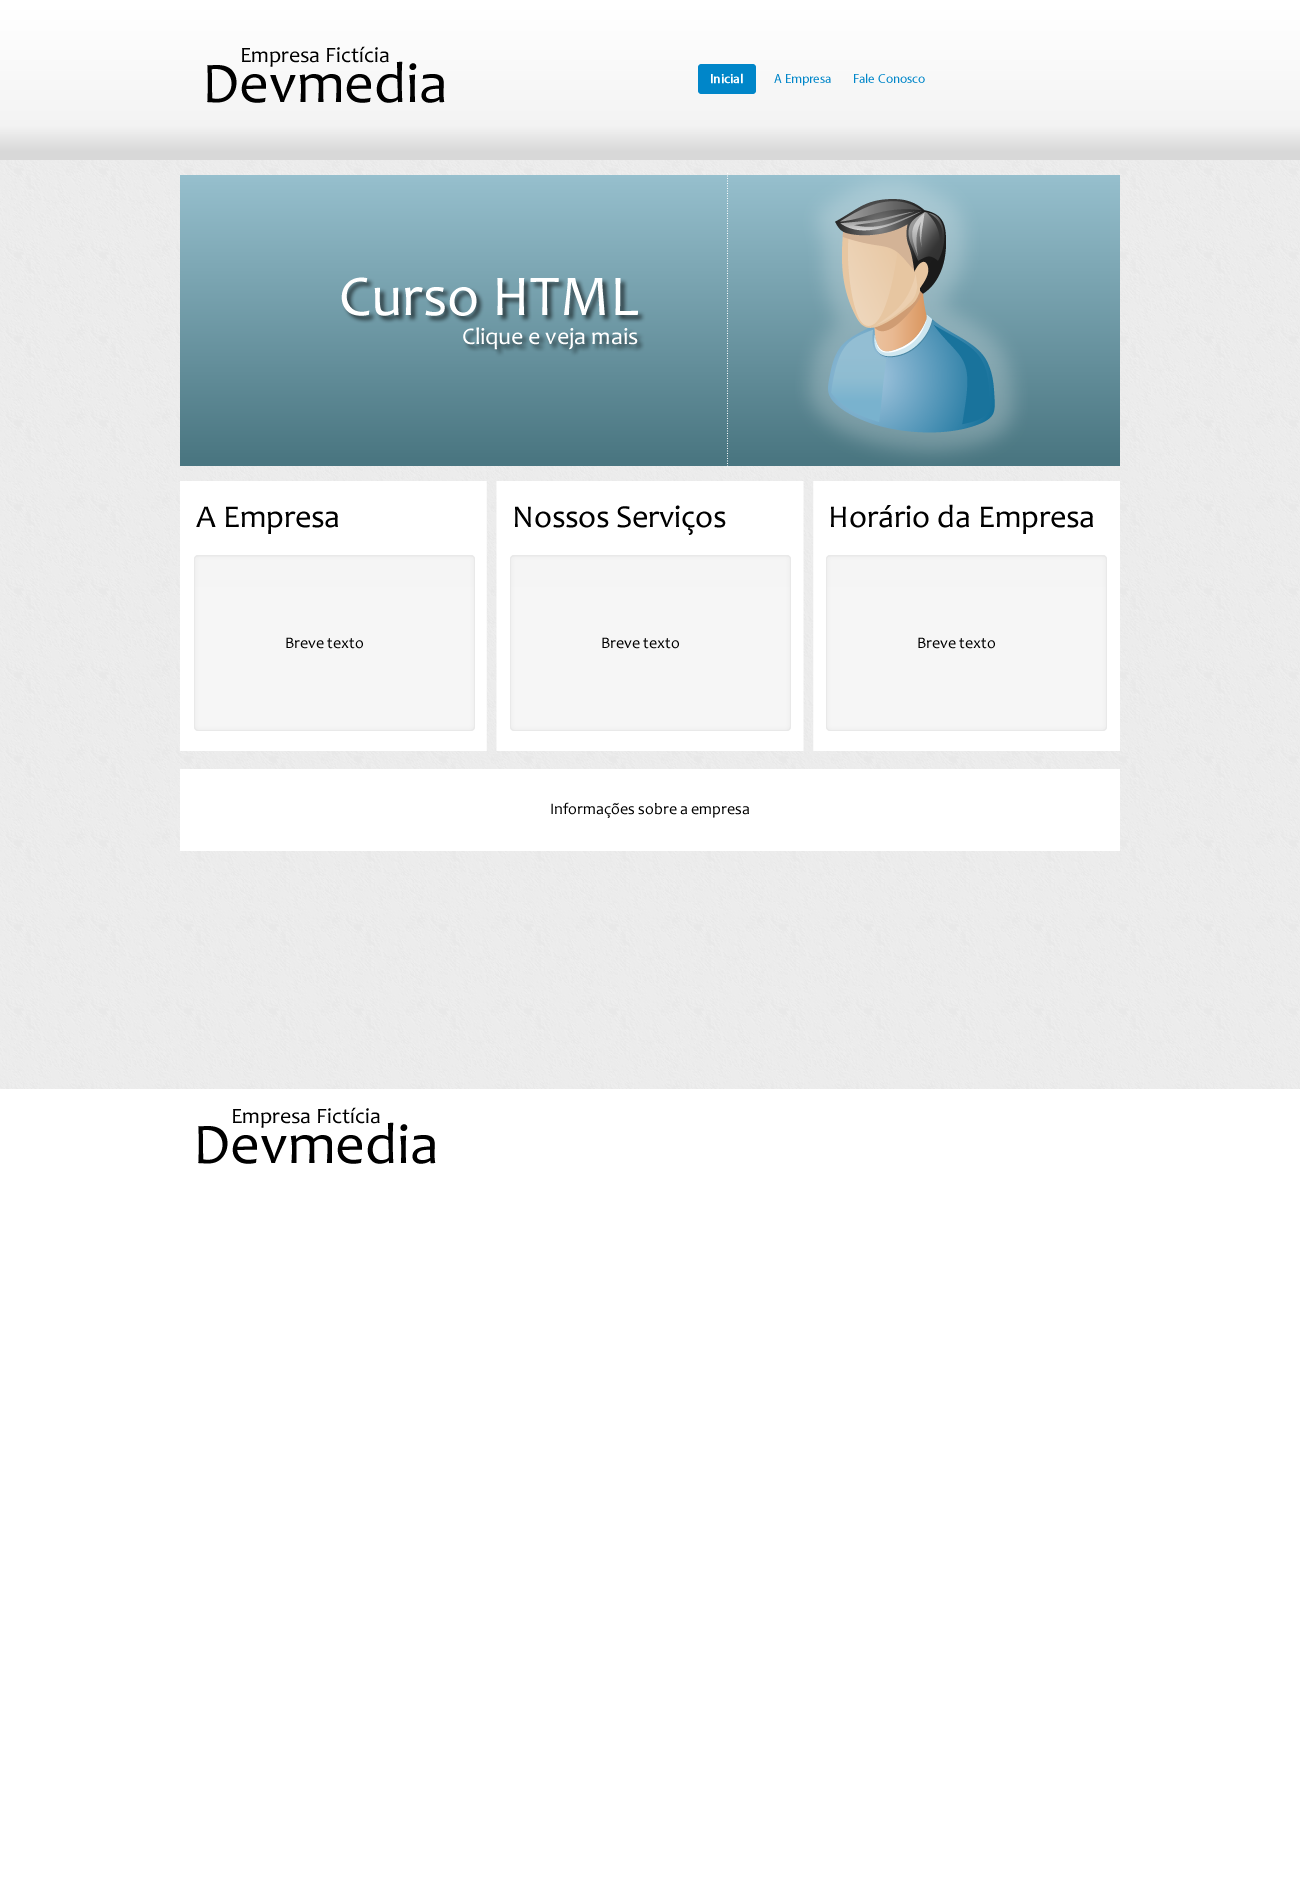 Empresa Fictícia
Devmedia
Inicial
A Empresa
Fale Conosco
Curso HTML
Clique e veja mais
A Empresa
Nossos Serviços
Horário da Empresa
Breve texto
Breve texto
Breve texto
Informações sobre a empresa
Empresa Fictícia
Devmedia